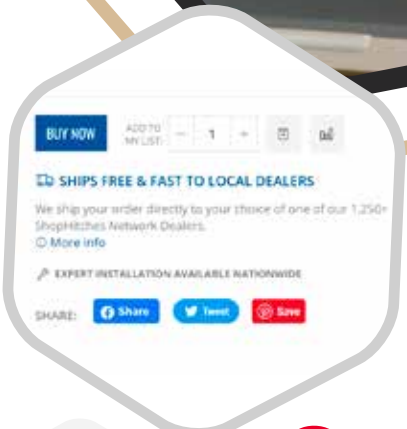 BUY NOW ADD TO MY LIST: − 1 +
SHIPS FREE & FAST TO LOCAL DEALERS
We ship your order directly to your choice of one of our 1,250+
ShopHitches Network Dealers.
More info
EXPERT INSTALLATION AVAILABLE NATIONWIDE
SHARE: Share Tweet Save